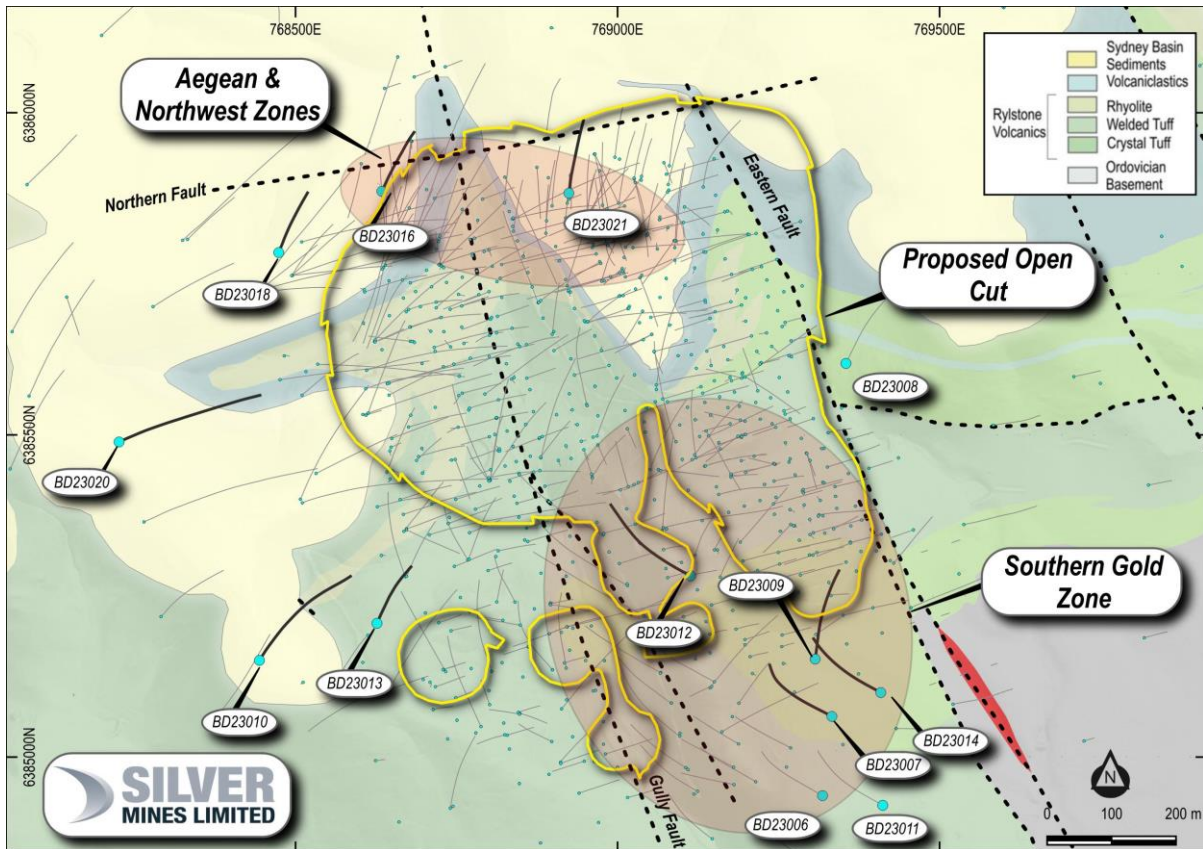 768500E
769000E
769500E
6386000N
6385500N
6385000N
Aegean &
Northwest Zones
Northern Fault
Eastern Fault
Gully Fault
Proposed Open
Cut
Southern Gold
Zone
Sydney Basin
Sediments
Volcaniclastics
Rylstone
Volcanics
Rhyolite
Welded Tuff
Crystal Tuff
Ordovician
Basement
BD23016
BD23021
BD23018
BD23008
BD23020
BD23009
BD23012
BD23013
BD23010
BD23014
BD23007
BD23006
BD23011
SILVER
MINES LIMITED
N
0 100 200 m